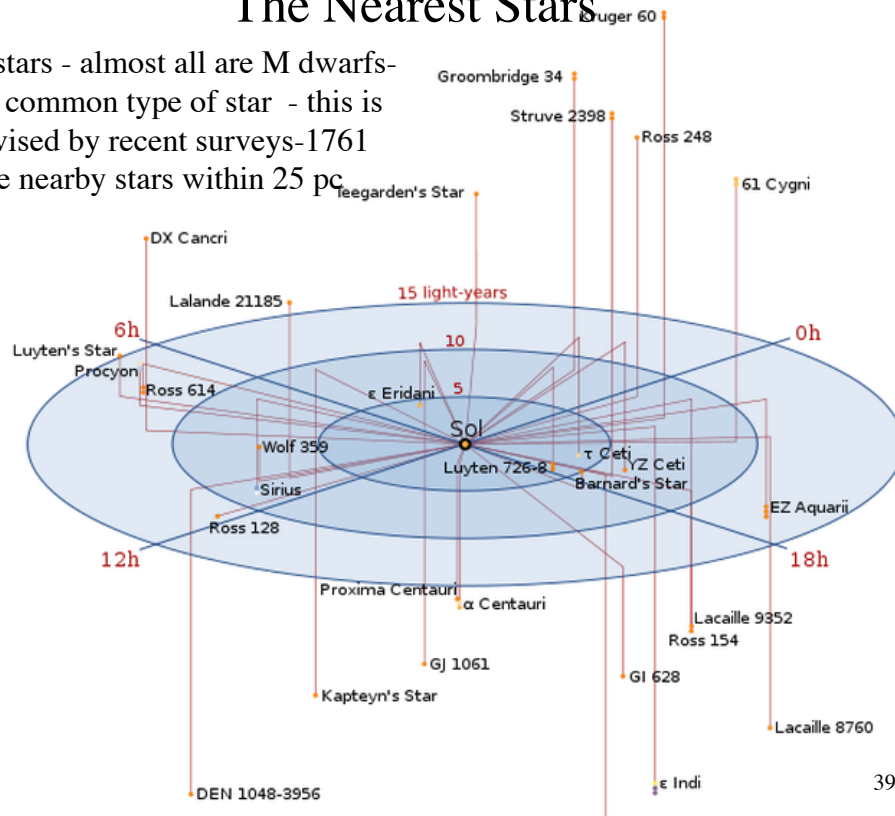 The Nearest Stars
Kruger 60
stars - almost all are M dwarfs-
common type of star - this is
vised by recent surveys-1761
e nearby stars within 25 pc
Groombridge 34
Struve 2398
Ross 248
61 Cygni
Teegarden's Star
DX Cancri
Lalande 21185
15 light-years
6h
0h
10
Luyten's Star
Procyon
Ross 614
5
ε Eridani
Sol
Wolf 359
τ Ceti
YZ Ceti
Luyten 726-8
Barnard's Star
Sirius
EZ Aquarii
Ross 128
12h
18h
Proxima Centauri
α Centauri
Lacaille 9352
Ross 154
GJ 1061
GI 628
Kapteyn's Star
Lacaille 8760
ε Indi
39
DEN 1048-3956